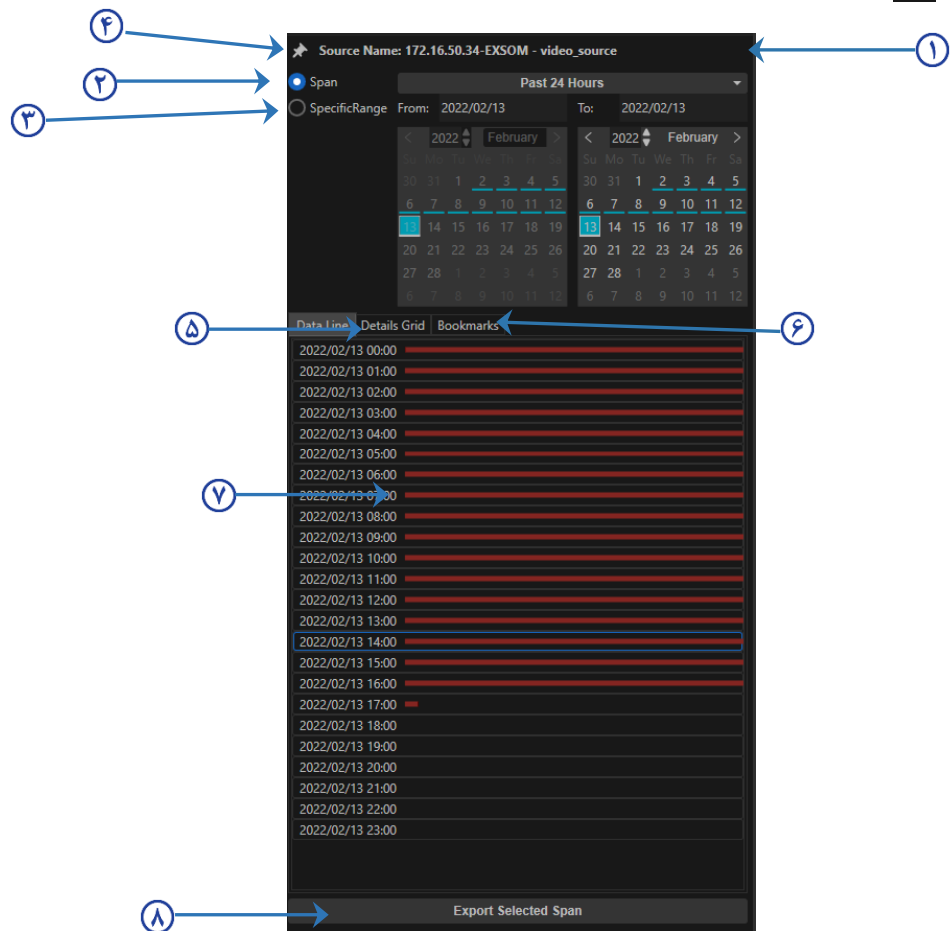 ۴
Source Name: 172.16.50.34-EXSOM - video_source
۱
۲
Span Past 24 Hours
۳
SpecificRange From: 2022/02/13 To: 2022/02/13
< 2022 February > < 2022 February >
Su Mo Tu We Th Fr Sa Su Mo Tu We Th Fr Sa
30 31 1 2 3 4 5 30 31 1 2 3 4 5
6 7 8 9 10 11 12 6 7 8 9 10 11 12
13 14 15 16 17 18 19 13 14 15 16 17 18 19
20 21 22 23 24 25 26 20 21 22 23 24 25 26
27 28 1 2 3 4 5 27 28 1 2 3 4 5
6 7 8 9 10 11 12 6 7 8 9 10 11 12
۵
Data Line Details Grid Bookmarks
۶
2022/02/13 00:00
2022/02/13 01:00
2022/02/13 02:00
2022/02/13 03:00
2022/02/13 04:00
2022/02/13 05:00
2022/02/13 06:00
۷
2022/02/13 07:00
2022/02/13 08:00
2022/02/13 09:00
2022/02/13 10:00
2022/02/13 11:00
2022/02/13 12:00
2022/02/13 13:00
2022/02/13 14:00
2022/02/13 15:00
2022/02/13 16:00
2022/02/13 17:00
2022/02/13 18:00
2022/02/13 19:00
2022/02/13 20:00
2022/02/13 21:00
2022/02/13 22:00
2022/02/13 23:00
۸
Export Selected Span